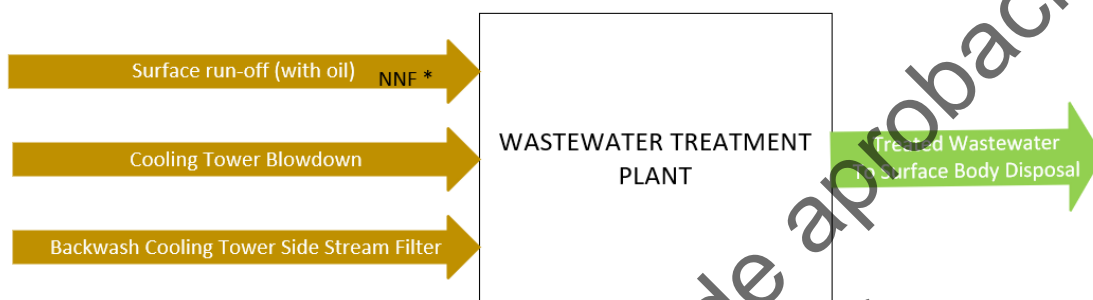 Surface run-off (with oil)
NNF *
Cooling Tower Blowdown
Backwash Cooling Tower Side Stream Filter
WASTEWATER TREATMENT
PLANT
Treated Wastewater
To Surface Body Disposal
de aprobac